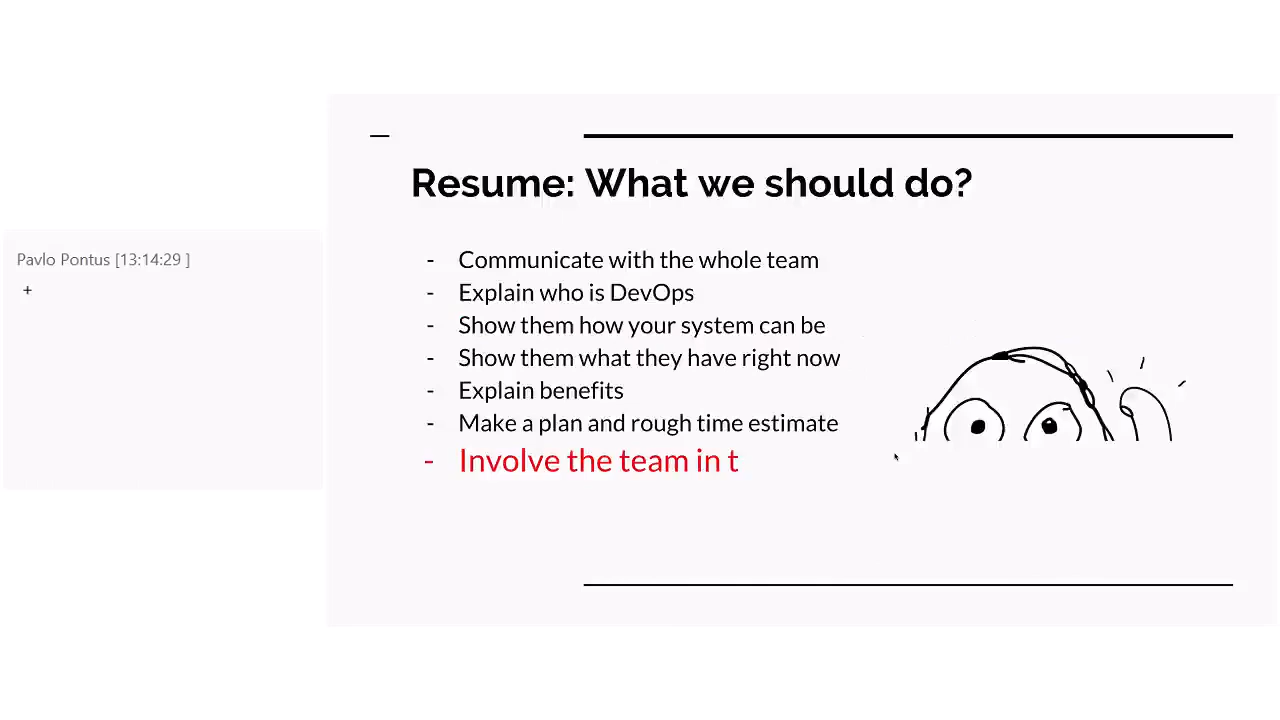 Pavlo Pontus [13:14:29 ]
+
Resume: What we should do?
- Communicate with the whole team
- Explain who is DevOps
- Show them how your system can be
- Show them what they have right now
- Explain benefits
- Make a plan and rough time estimate
- Involve the team in t